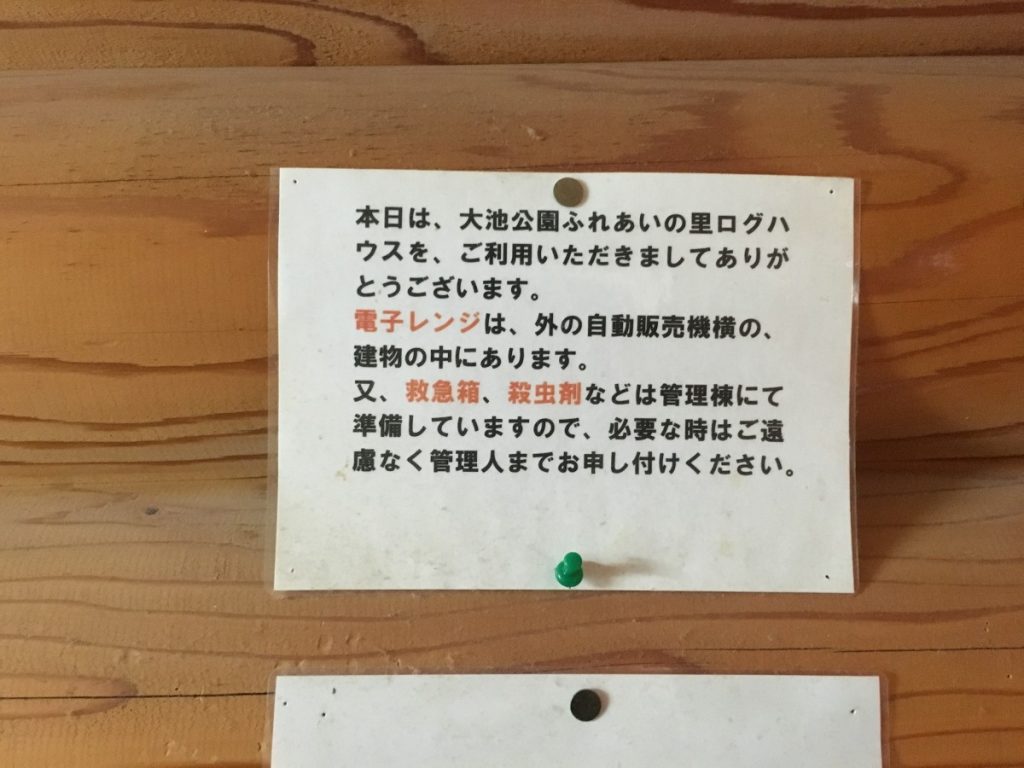 本日は、大池公園ふれあいの里ログハ
ウスを、ご利用いただきましてありが
とうございます。
電子レンジは、外の自動販売機横の、
建物の中にあります。
又、救急箱、殺虫剤などは管理棟にて
準備していますので、必要な時はご遠
慮なく管理人までお申し付けください。